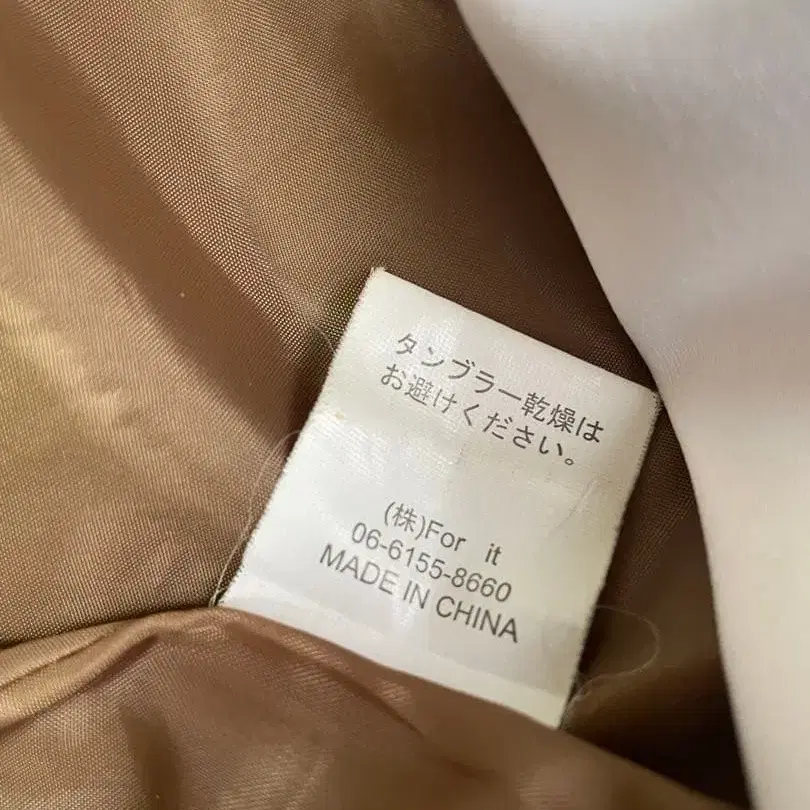 タンブラー乾燥は
お避けください。
(株)For it
06-6155-8660
MADE IN CHINA